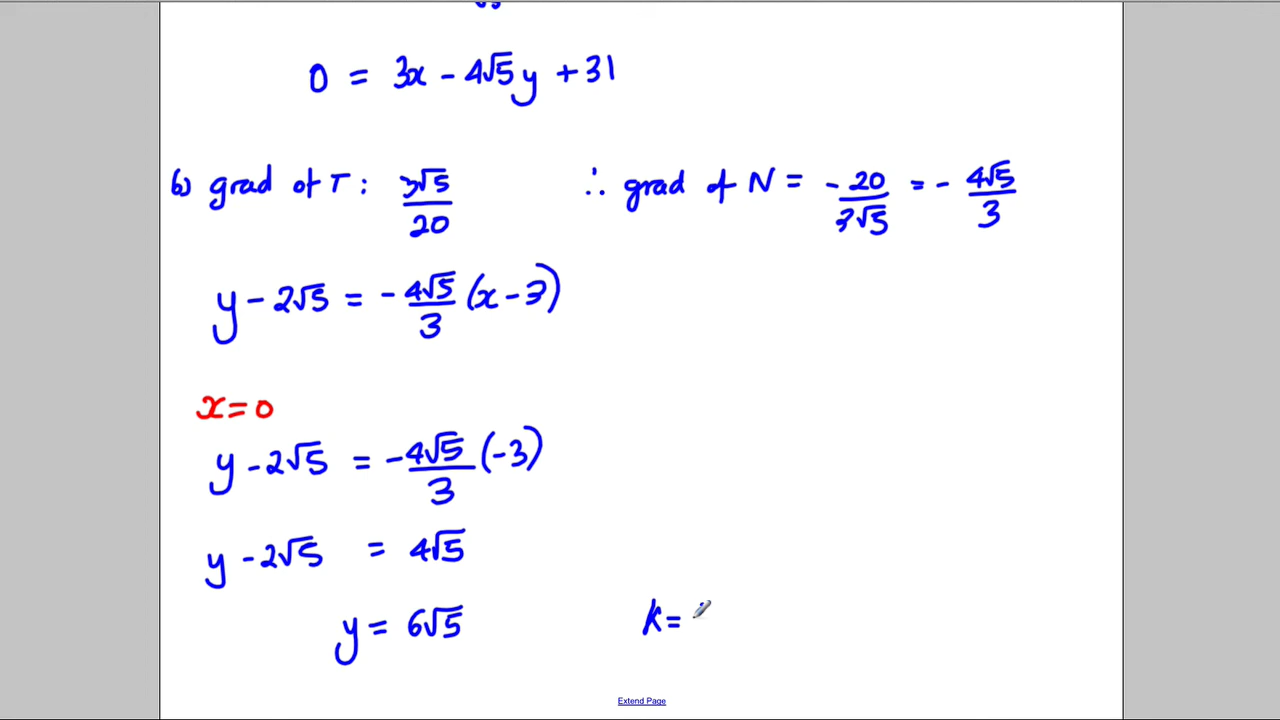 0 = 3x - 4√5y + 31
b) grad of T: 3√5/20 ∴ grad of N = -20/3√5 = -4√5/3
y - 2√5 = -4√5/3 (x - 3)
x = 0
y - 2√5 = -4√5/3 (-3)
y - 2√5 = 4√5
y = 6√5 k =
Extend Page